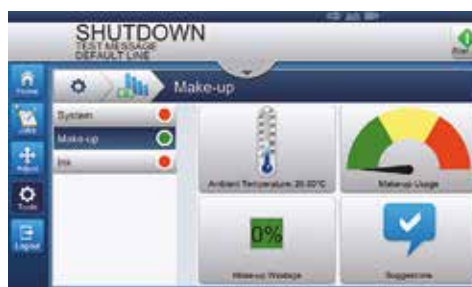 SHUTDOWN
TEST MESSAGE
DEFAULT LINE
Start
Home
Make-up
System
Jobs
Make-up
Adjust
Ink
Tools
Logout
Ambient Temperature: 20.00°C
Make-up Usage
0%
Make-up Wastage
Suggestions